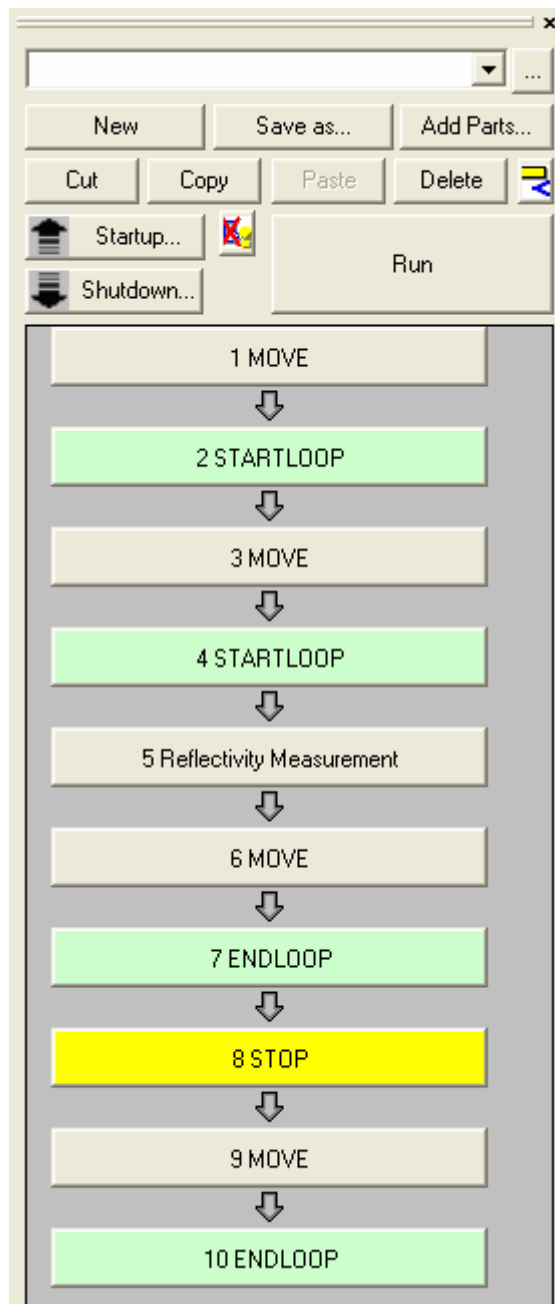 ...
New Save as... Add Parts...
Cut Copy Paste Delete
Startup...
Run
Shutdown...
1 MOVE
2 STARTLOOP
3 MOVE
4 STARTLOOP
5 Reflectivity Measurement
6 MOVE
7 ENDLOOP
8 STOP
9 MOVE
10 ENDLOOP